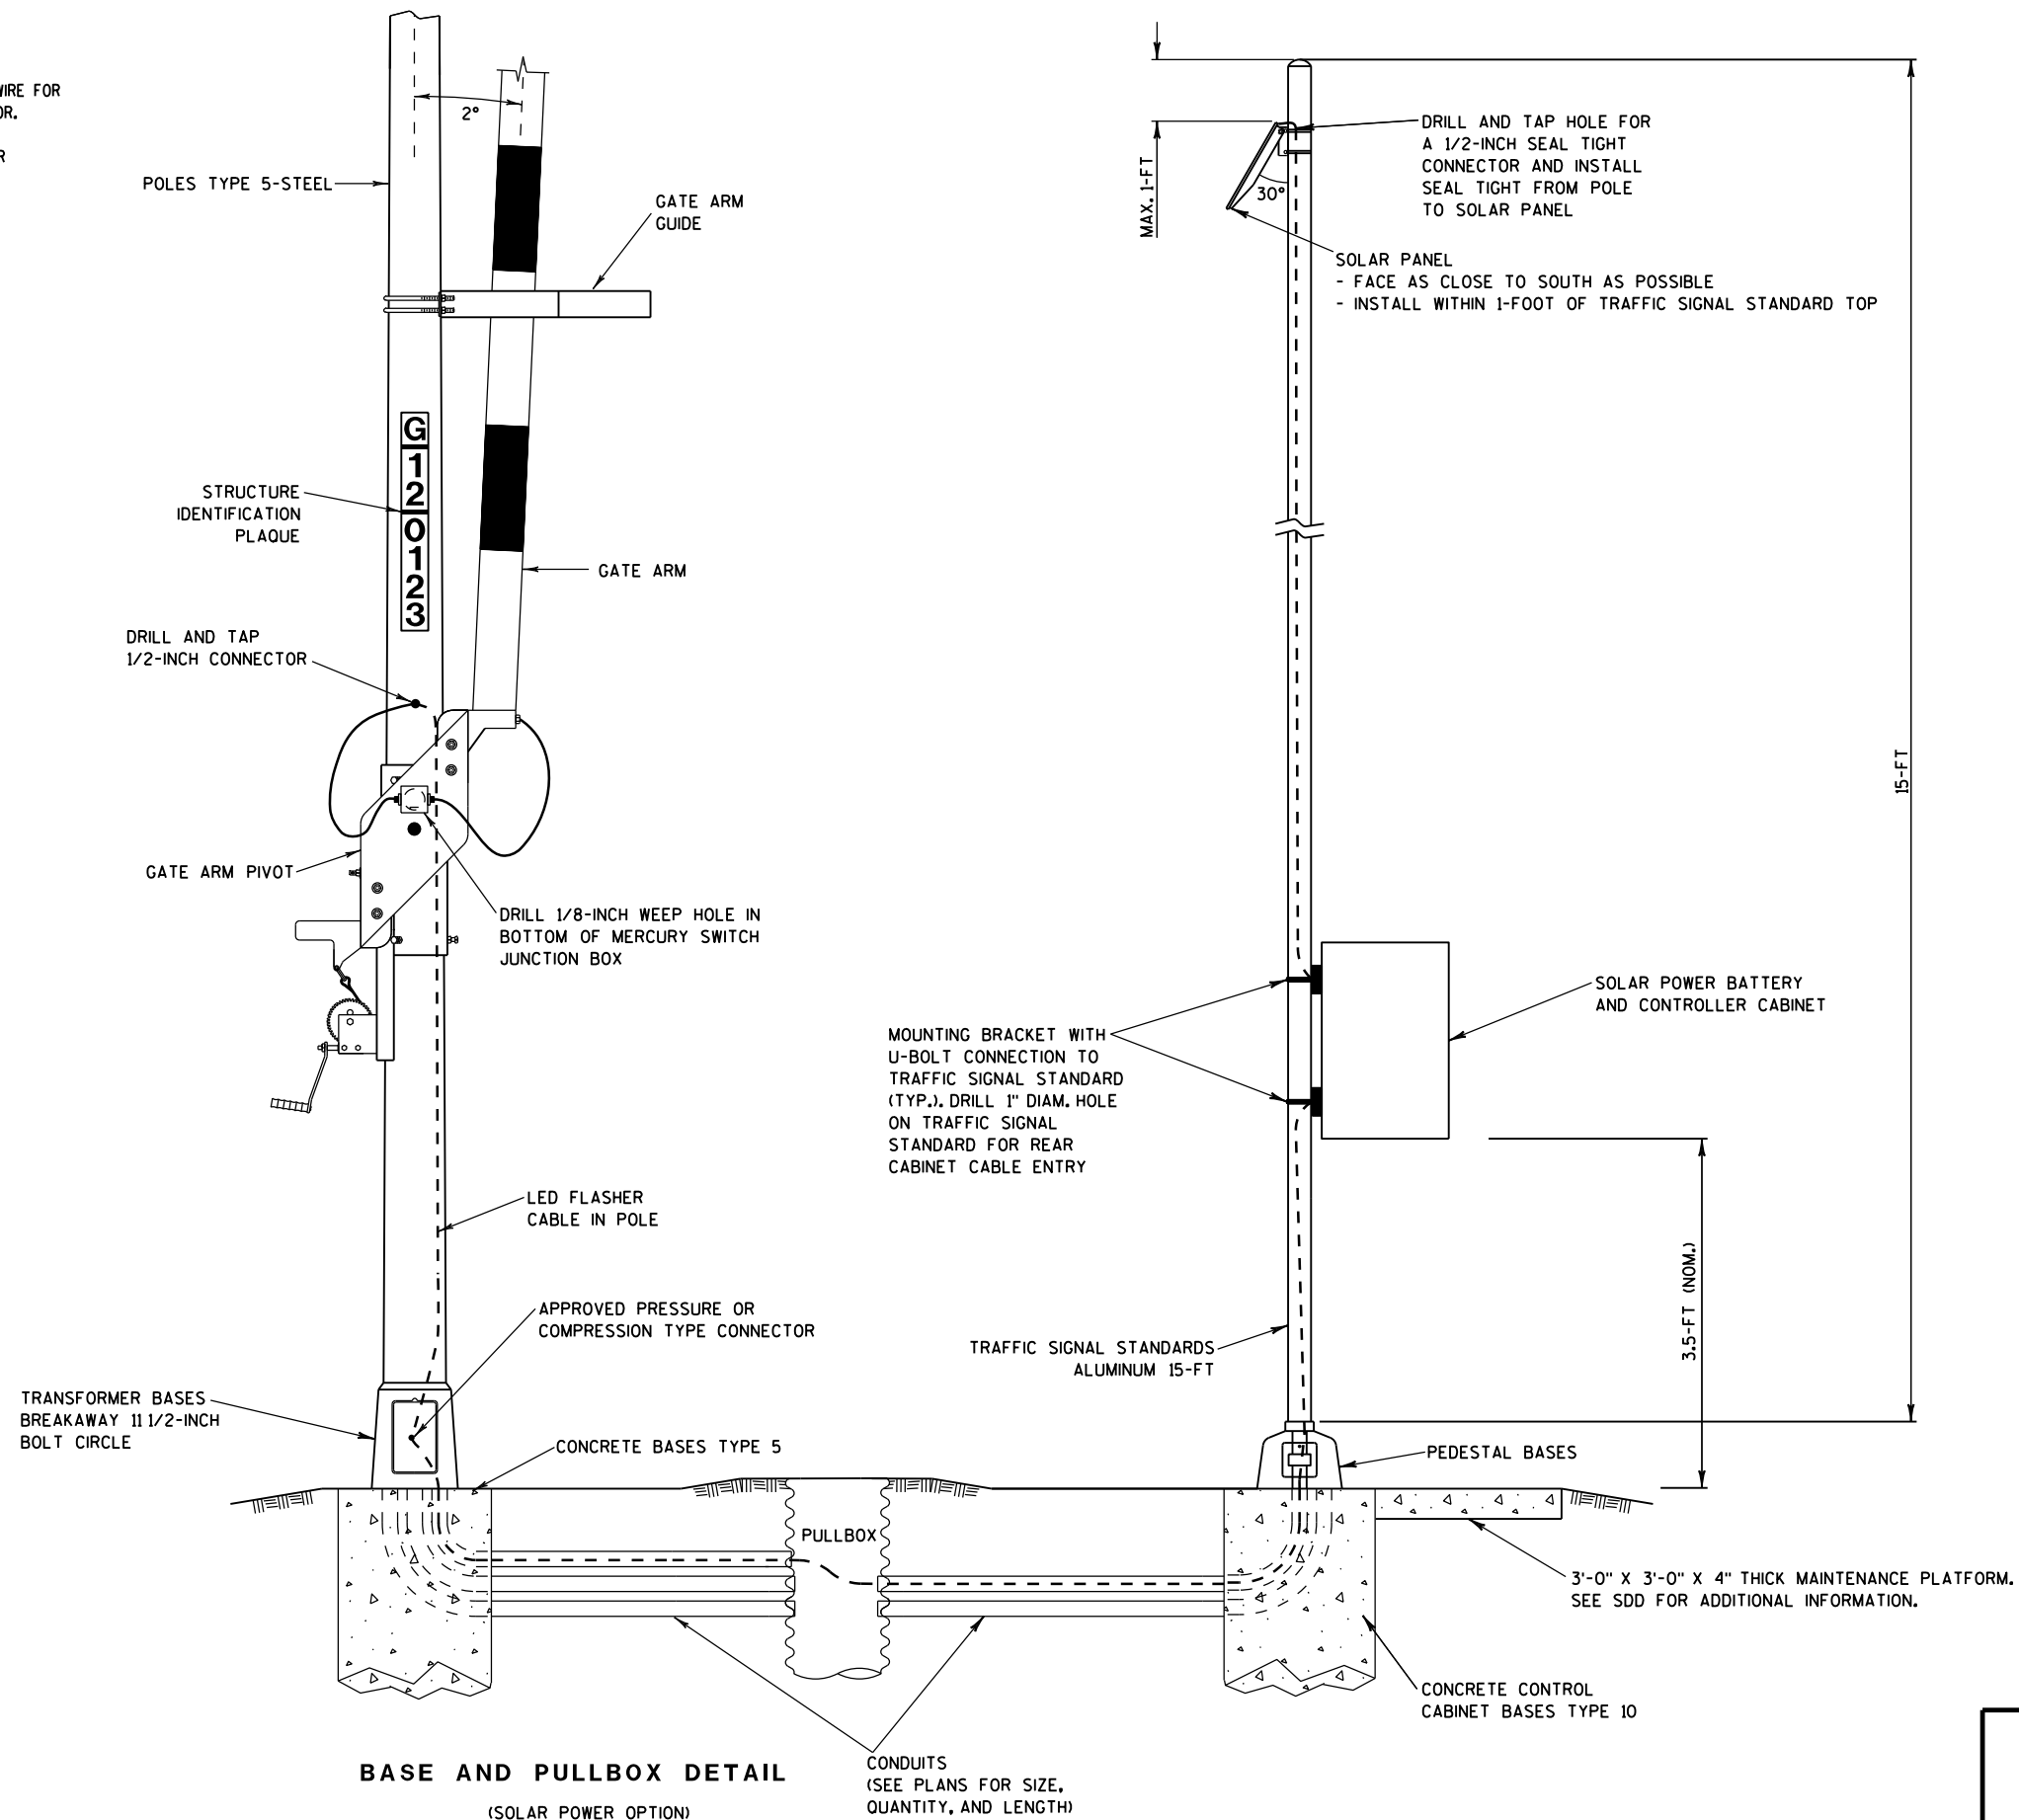 WIRE FOR
OR.
R
2°
POLES TYPE 5-STEEL
GATE ARM
GUIDE
G
1
2
0
1
2
3
STRUCTURE
IDENTIFICATION
PLAQUE
GATE ARM
DRILL AND TAP
1/2-INCH CONNECTOR
GATE ARM PIVOT
DRILL 1/8-INCH WEEP HOLE IN
BOTTOM OF MERCURY SWITCH
JUNCTION BOX
LED FLASHER
CABLE IN POLE
APPROVED PRESSURE OR
COMPRESSION TYPE CONNECTOR
TRANSFORMER BASES
BREAKAWAY 11 1/2-INCH
BOLT CIRCLE
CONCRETE BASES TYPE 5
PULLBOX
MAX. 1-FT
30°
DRILL AND TAP HOLE FOR
A 1/2-INCH SEAL TIGHT
CONNECTOR AND INSTALL
SEAL TIGHT FROM POLE
TO SOLAR PANEL
SOLAR PANEL
- FACE AS CLOSE TO SOUTH AS POSSIBLE
- INSTALL WITHIN 1-FOOT OF TRAFFIC SIGNAL STANDARD TOP
15-FT
SOLAR POWER BATTERY
AND CONTROLLER CABINET
MOUNTING BRACKET WITH
U-BOLT CONNECTION TO
TRAFFIC SIGNAL STANDARD
(TYP.). DRILL 1" DIAM. HOLE
ON TRAFFIC SIGNAL
STANDARD FOR REAR
CABINET CABLE ENTRY
3.5-FT (NOM.)
TRAFFIC SIGNAL STANDARDS
ALUMINUM 15-FT
PEDESTAL BASES
3'-0" X 3'-0" X 4" THICK MAINTENANCE PLATFORM.
SEE SDD FOR ADDITIONAL INFORMATION.
CONCRETE CONTROL
CABINET BASES TYPE 10
CONDUITS
(SEE PLANS FOR SIZE,
QUANTITY, AND LENGTH)
BASE AND PULLBOX DETAIL
(SOLAR POWER OPTION)